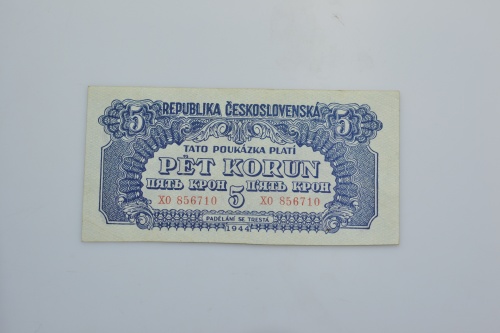 5 REPUBLIKA ČESKOSLOVENSKÁ 5
TATO POUKÁZKA PLATÍ
PĚT KORUN
ПЯТЬ КРОН 5 ПЯТЬ КРОН
XO 856710 XO 856710
PADĚLÁNÍ SE TRESTÁ
1944